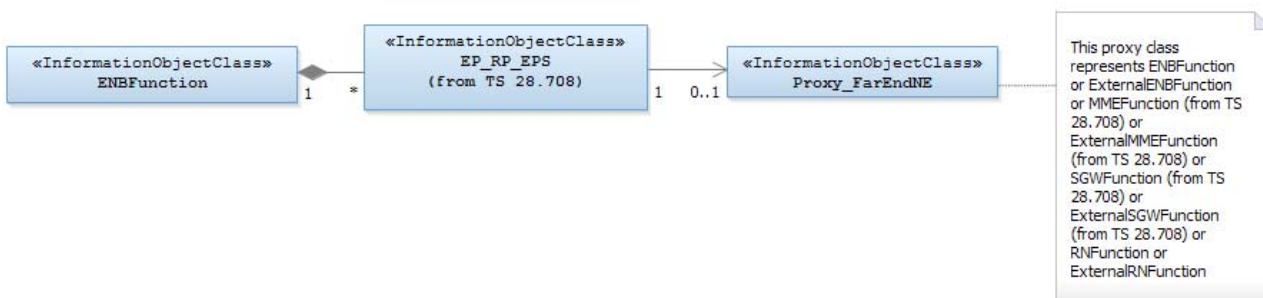 «InformationObjectClass»
ENBFunction
1
*
«InformationObjectClass»
EP_RP_EPS
(from TS 28.708)
1
0..1
«InformationObjectClass»
Proxy_FarEndNE
This proxy class
represents ENBFunction
or ExternalENBFunction
or MMEFunction (from TS
28.708) or
ExternalMMEFunction
(from TS 28.708) or
SGWFunction (from TS
28.708) or
ExternalSGWFunction
(from TS 28.708) or
RNFunction or
ExternalRNFunction